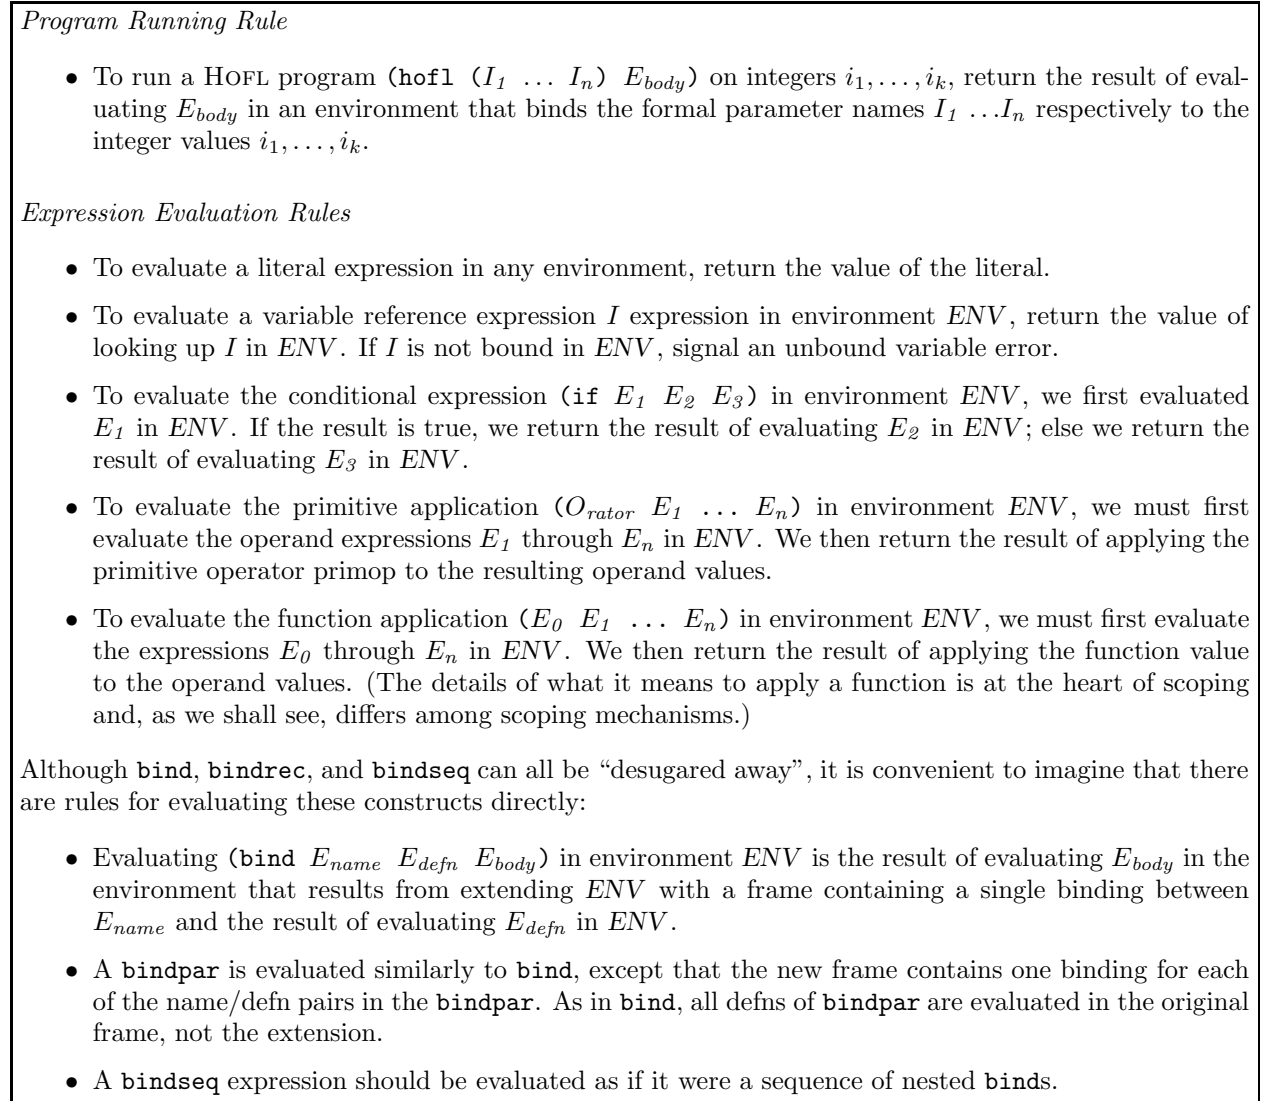 Program Running Rule
• To run a HOFL program (hofl (I1 ... In) Ebody) on integers i1, . . . , ik, return the result of eval-
uating Ebody in an environment that binds the formal parameter names I1 ...In respectively to the
integer values i1, . . . , ik.
Expression Evaluation Rules
• To evaluate a literal expression in any environment, return the value of the literal.
• To evaluate a variable reference expression I expression in environment ENV, return the value of
looking up I in ENV. If I is not bound in ENV, signal an unbound variable error.
• To evaluate the conditional expression (if E1 E2 E3) in environment ENV, we first evaluated
E1 in ENV. If the result is true, we return the result of evaluating E2 in ENV; else we return the
result of evaluating E3 in ENV.
• To evaluate the primitive application (Orator E1 ... En) in environment ENV, we must first
evaluate the operand expressions E1 through En in ENV. We then return the result of applying the
primitive operator primop to the resulting operand values.
• To evaluate the function application (E0 E1 ... En) in environment ENV, we must first evaluate
the expressions E0 through En in ENV. We then return the result of applying the function value
to the operand values. (The details of what it means to apply a function is at the heart of scoping
and, as we shall see, differs among scoping mechanisms.)
Although bind, bindrec, and bindseq can all be “desugared away”, it is convenient to imagine that there
are rules for evaluating these constructs directly:
• Evaluating (bind Ename Edefn Ebody) in environment ENV is the result of evaluating Ebody in the
environment that results from extending ENV with a frame containing a single binding between
Ename and the result of evaluating Edefn in ENV.
• A bindpar is evaluated similarly to bind, except that the new frame contains one binding for each
of the name/defn pairs in the bindpar. As in bind, all defns of bindpar are evaluated in the original
frame, not the extension.
• A bindseq expression should be evaluated as if it were a sequence of nested binds.